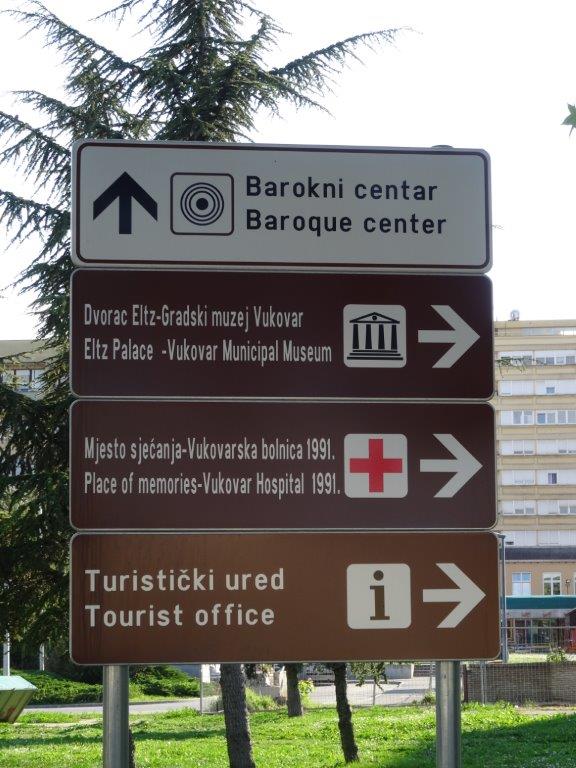 Barokni centar
Baroque center
Dvorac Eltz-Gradski muzej Vukovar
Eltz Palace -Vukovar Municipal Museum
Mjesto sjećanja-Vukovarska bolnica 1991.
Place of memories-Vukovar Hospital 1991.
Turistički ured
Tourist office
i